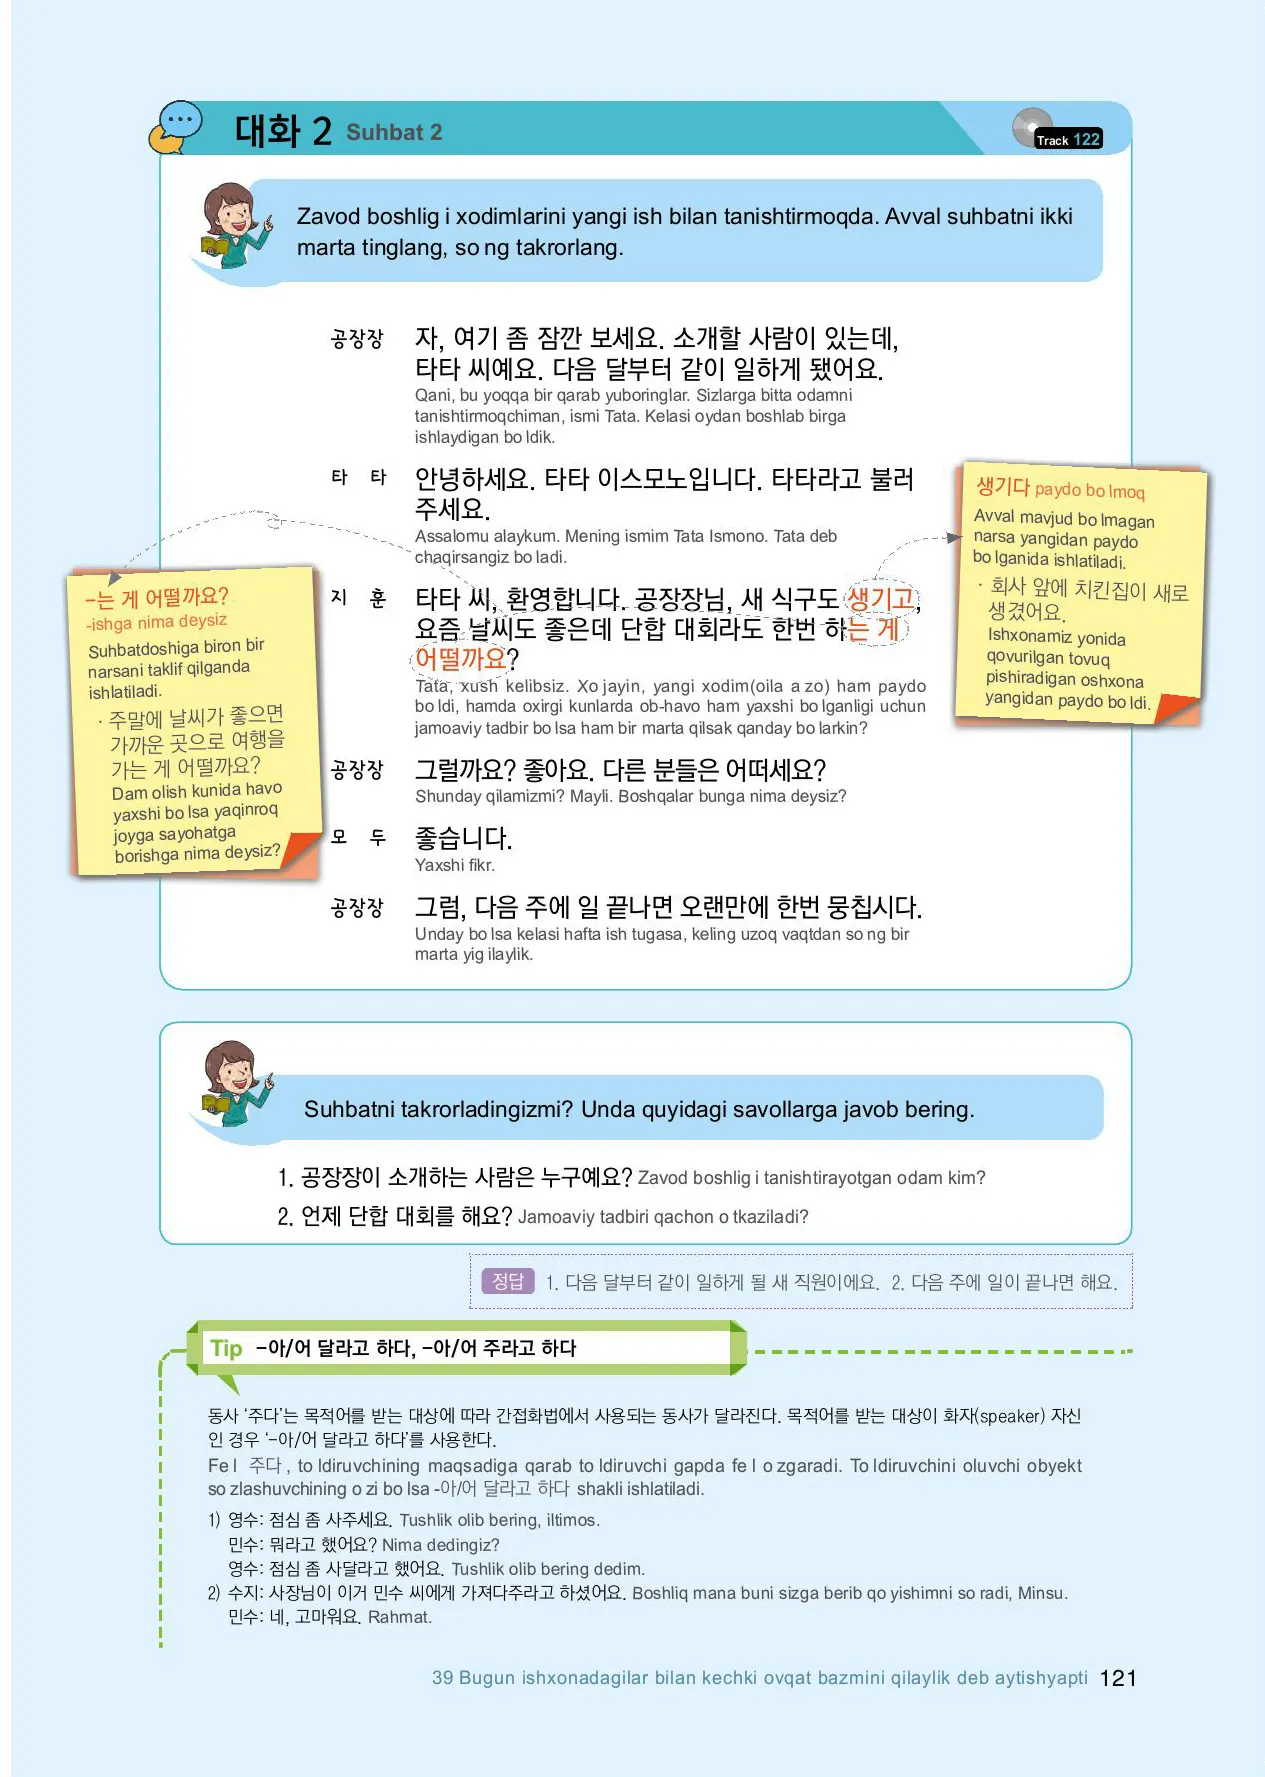 대화 2 Suhbat 2
Track 122
Zavod boshlig i xodimlarini yangi ish bilan tanishtirmoqda. Avval suhbatni ikki
marta tinglang, so ng takrorlang.
공장장 자, 여기 좀 잠깐 보세요. 소개할 사람이 있는데,
타타 씨예요. 다음 달부터 같이 일하게 됐어요.
Qani, bu yoqqa bir qarab yuboringlar. Sizlarga bitta odamni
tanishtirmoqchiman, ismi Tata. Kelasi oydan boshlab birga
ishlaydigan bo ldik.
타 타 안녕하세요. 타타 이스모노입니다. 타타라고 불러
주세요.
Assalomu alaykum. Mening ismim Tata Ismono. Tata deb
chaqirsangiz bo ladi.
지 훈 타타 씨, 환영합니다. 공장장님, 새 식구도 생기고,
요즘 날씨도 좋은데 단합 대회라도 한번 하는 게
어떨까요?
Tata, xush kelibsiz. Xo jayin, yangi xodim(oila a zo) ham paydo
bo ldi, hamda oxirgi kunlarda ob-havo ham yaxshi bo lganligi uchun
jamoaviy tadbir bo lsa ham bir marta qilsak qanday bo larkin?
공장장 그럴까요? 좋아요. 다른 분들은 어떠세요?
Shunday qilamizmi? Mayli. Boshqalar bunga nima deysiz?
모 두 좋습니다.
Yaxshi fikr.
공장장 그럼, 다음 주에 일 끝나면 오랜만에 한번 뭉칩시다.
Unday bo lsa kelasi hafta ish tugasa, keling uzoq vaqtdan so ng bir
marta yig ilaylik.
-는 게 어떨까요?
-ishga nima deysiz
Suhbatdoshiga biron bir
narsani taklif qilganda
ishlatiladi.
· 주말에 날씨가 좋으면
가까운 곳으로 여행을
가는 게 어떨까요?
Dam olish kunida havo
yaxshi bo lsa yaqinroq
joyga sayohatga
borishga nima deysiz?
생기다 paydo bo lmoq
Avval mavjud bo lmagan
narsa yangidan paydo
bo lganida ishlatiladi.
· 회사 앞에 치킨집이 새로
생겼어요.
Ishxonamiz yonida
qovurilgan tovuq
pishiradigan oshxona
yangidan paydo bo ldi.
Suhbatni takrorladingizmi? Unda quyidagi savollarga javob bering.
1. 공장장이 소개하는 사람은 누구예요? Zavod boshlig i tanishtirayotgan odam kim?
2. 언제 단합 대회를 해요? Jamoaviy tadbiri qachon o tkaziladi?
정답 1. 다음 달부터 같이 일하게 될 새 직원이에요. 2. 다음 주에 일이 끝나면 해요.
Tip -아/어 달라고 하다, -아/어 주라고 하다
동사 ‘주다’는 목적어를 받는 대상에 따라 간접화법에서 사용되는 동사가 달라진다. 목적어를 받는 대상이 화자(speaker) 자신
인 경우 ‘-아/어 달라고 하다’를 사용한다.
Fe l 주다 , to ldiruvchining maqsadiga qarab to ldiruvchi gapda fe l o zgaradi. To ldiruvchini oluvchi obyekt
so zlashuvchining o zi bo lsa -아/어 달라고 하다 shakli ishlatiladi.
1) 영수: 점심 좀 사주세요. Tushlik olib bering, iltimos.
민수: 뭐라고 했어요? Nima dedingiz?
영수: 점심 좀 사달라고 했어요. Tushlik olib bering dedim.
2) 수지: 사장님이 이거 민수 씨에게 가져다주라고 하셨어요. Boshliq mana buni sizga berib qo yishimni so radi, Minsu.
민수: 네, 고마워요. Rahmat.
39 Bugun ishxonadagilar bilan kechki ovqat bazmini qilaylik deb aytishyapti 121